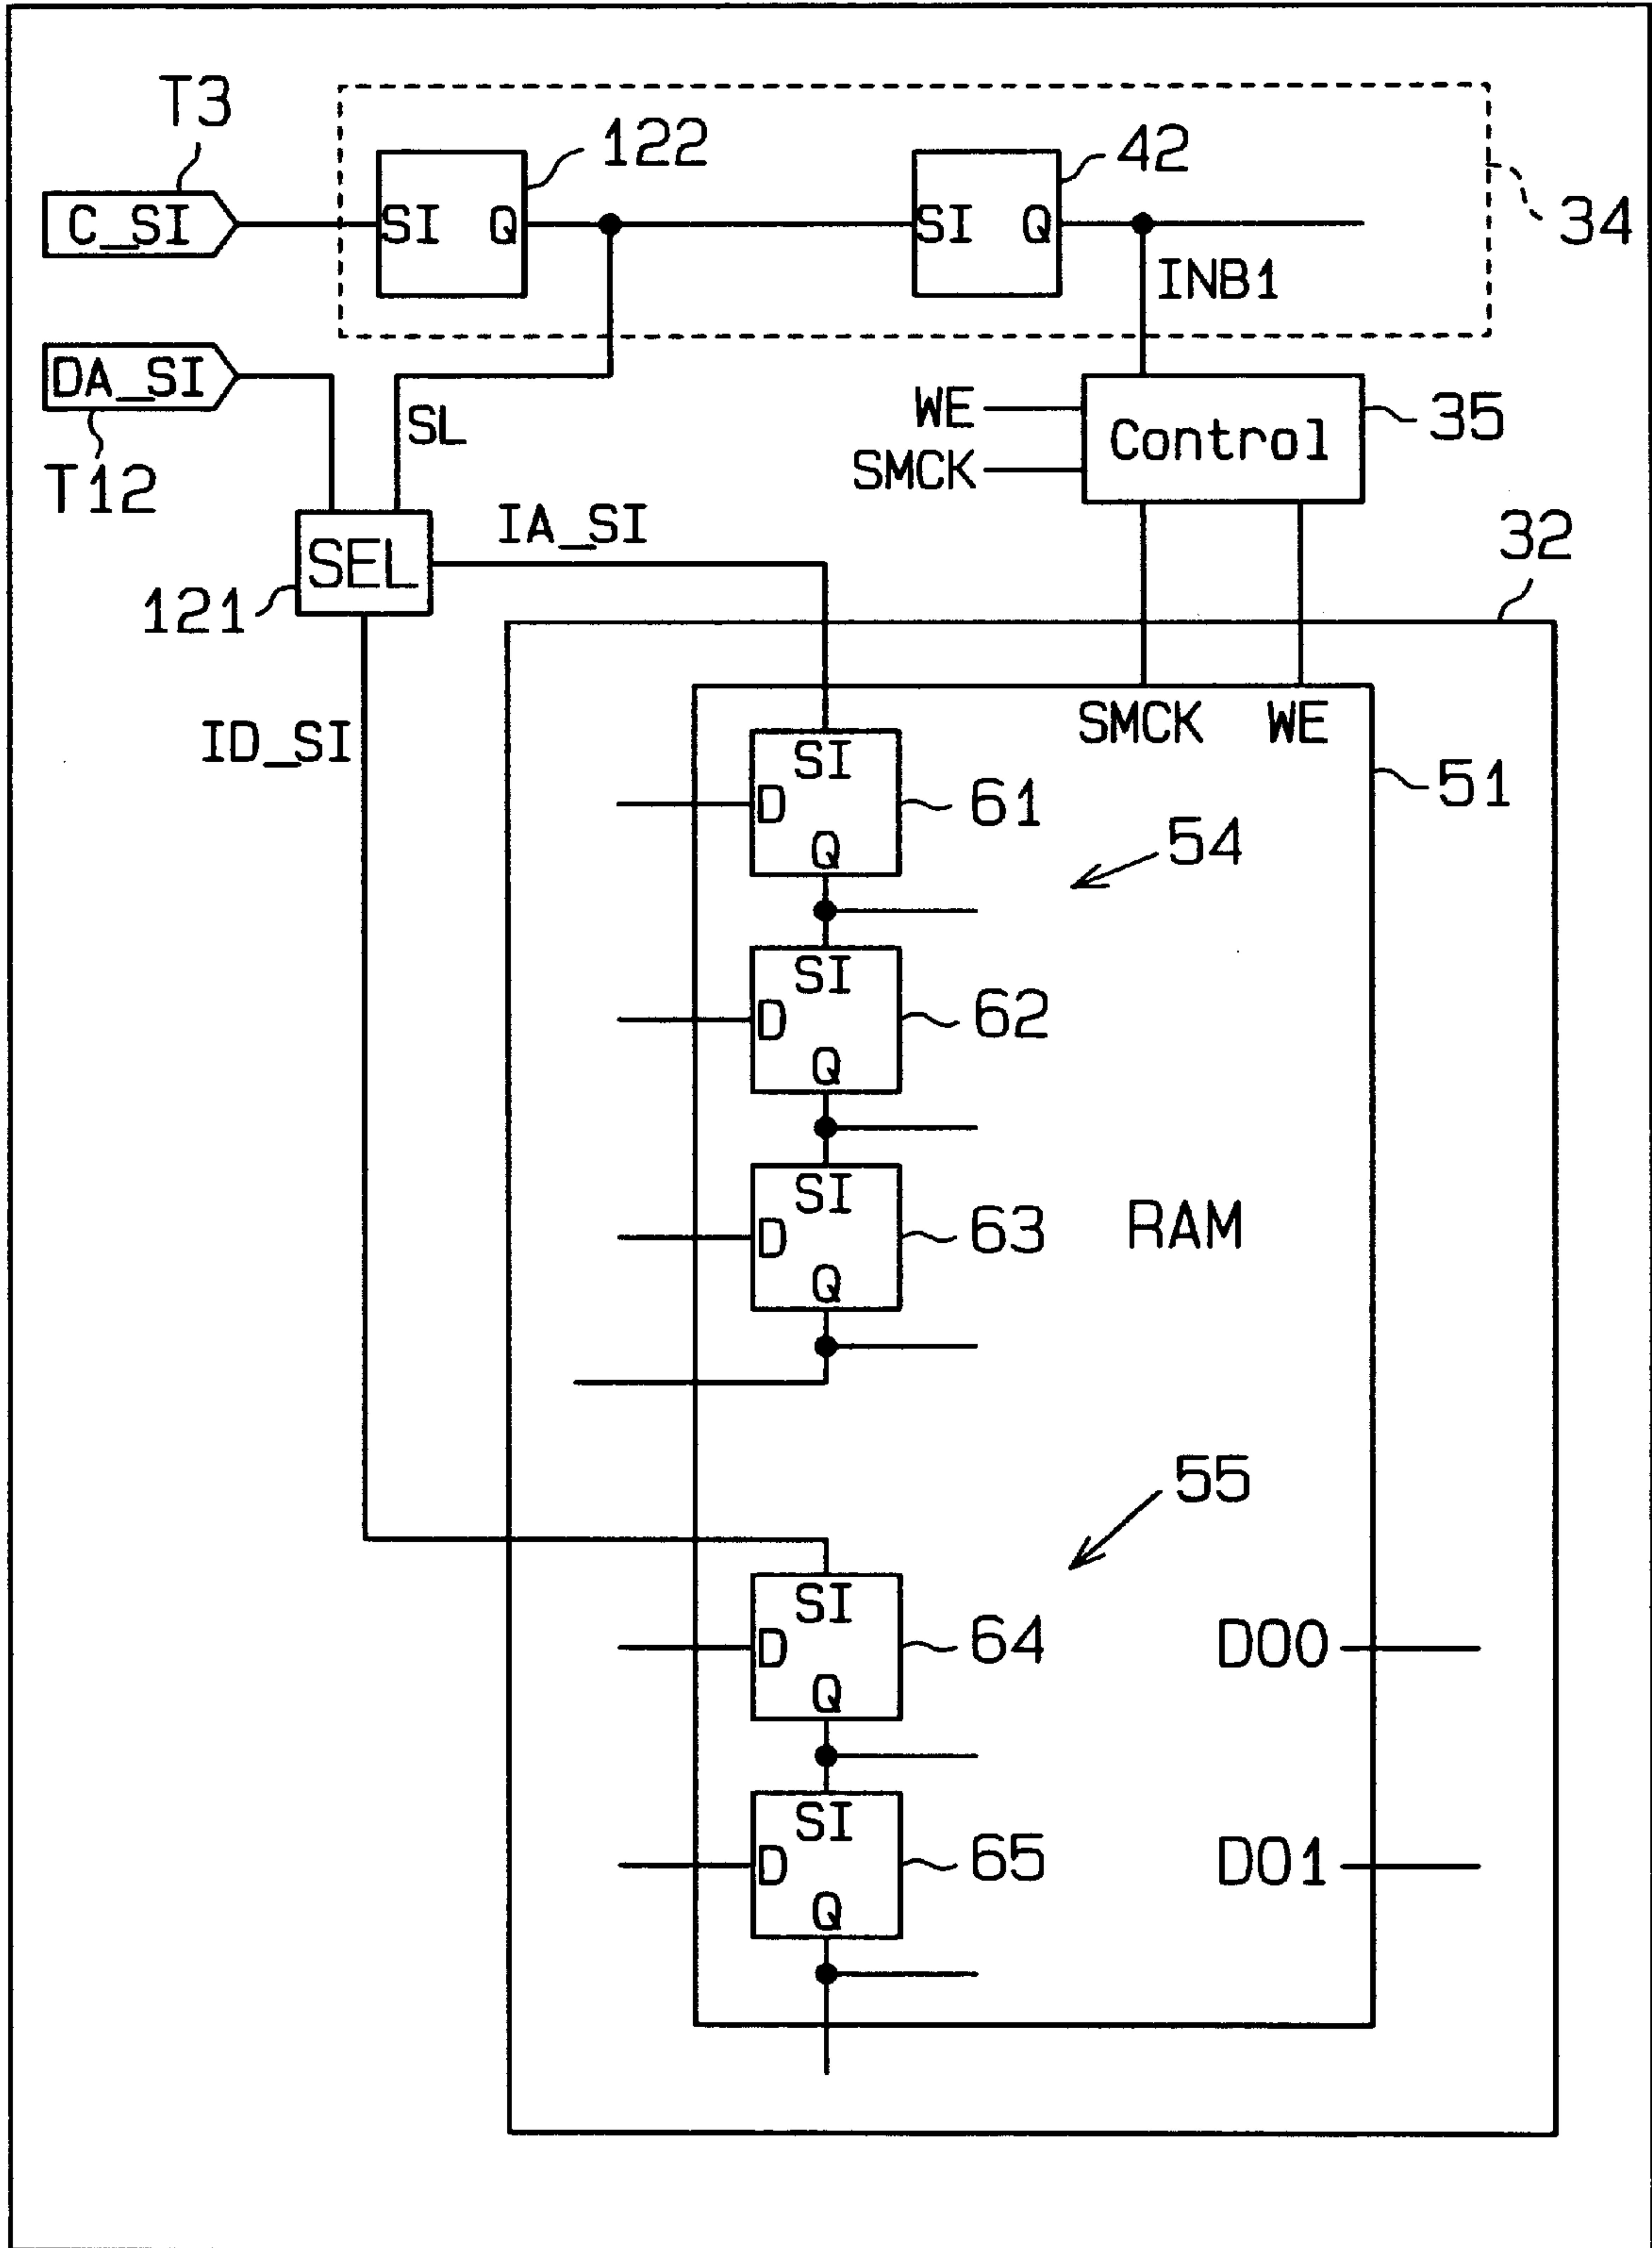 T3
122
42
C_SI
SI Q
SI Q
34
INB1
DA_SI
SL
WE
Control
35
SMCK
T12
IA_SI
SEL
32
121
ID_SI
SMCK WE
SI
51
D
61
Q
54
SI
D
62
Q
SI
D
63
RAM
Q
55
SI
D
64
DO0
Q
SI
D
65
DO1
Q